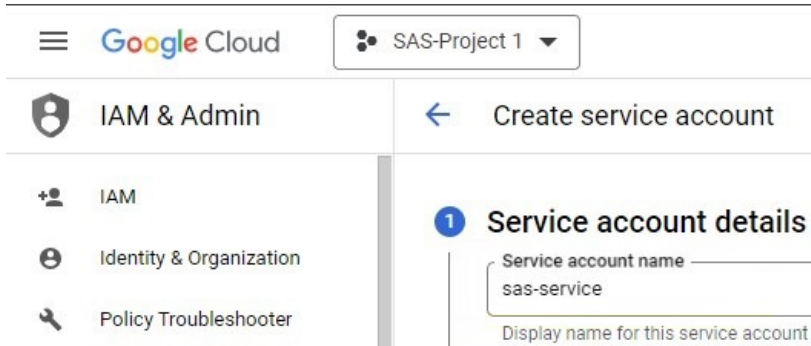 Google Cloud
SAS-Project 1
IAM & Admin
Create service account
IAM
Identity & Organization
Policy Troubleshooter
1
Service account details
Service account name
sas-service
Display name for this service account